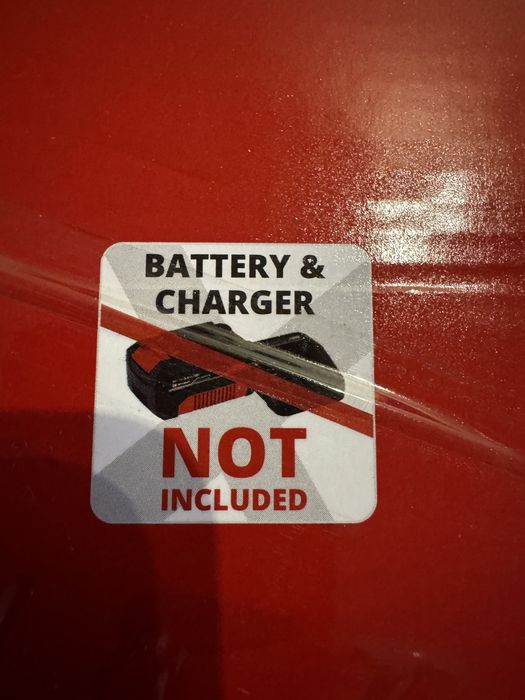 BATTERY &
CHARGER
NOT
INCLUDED